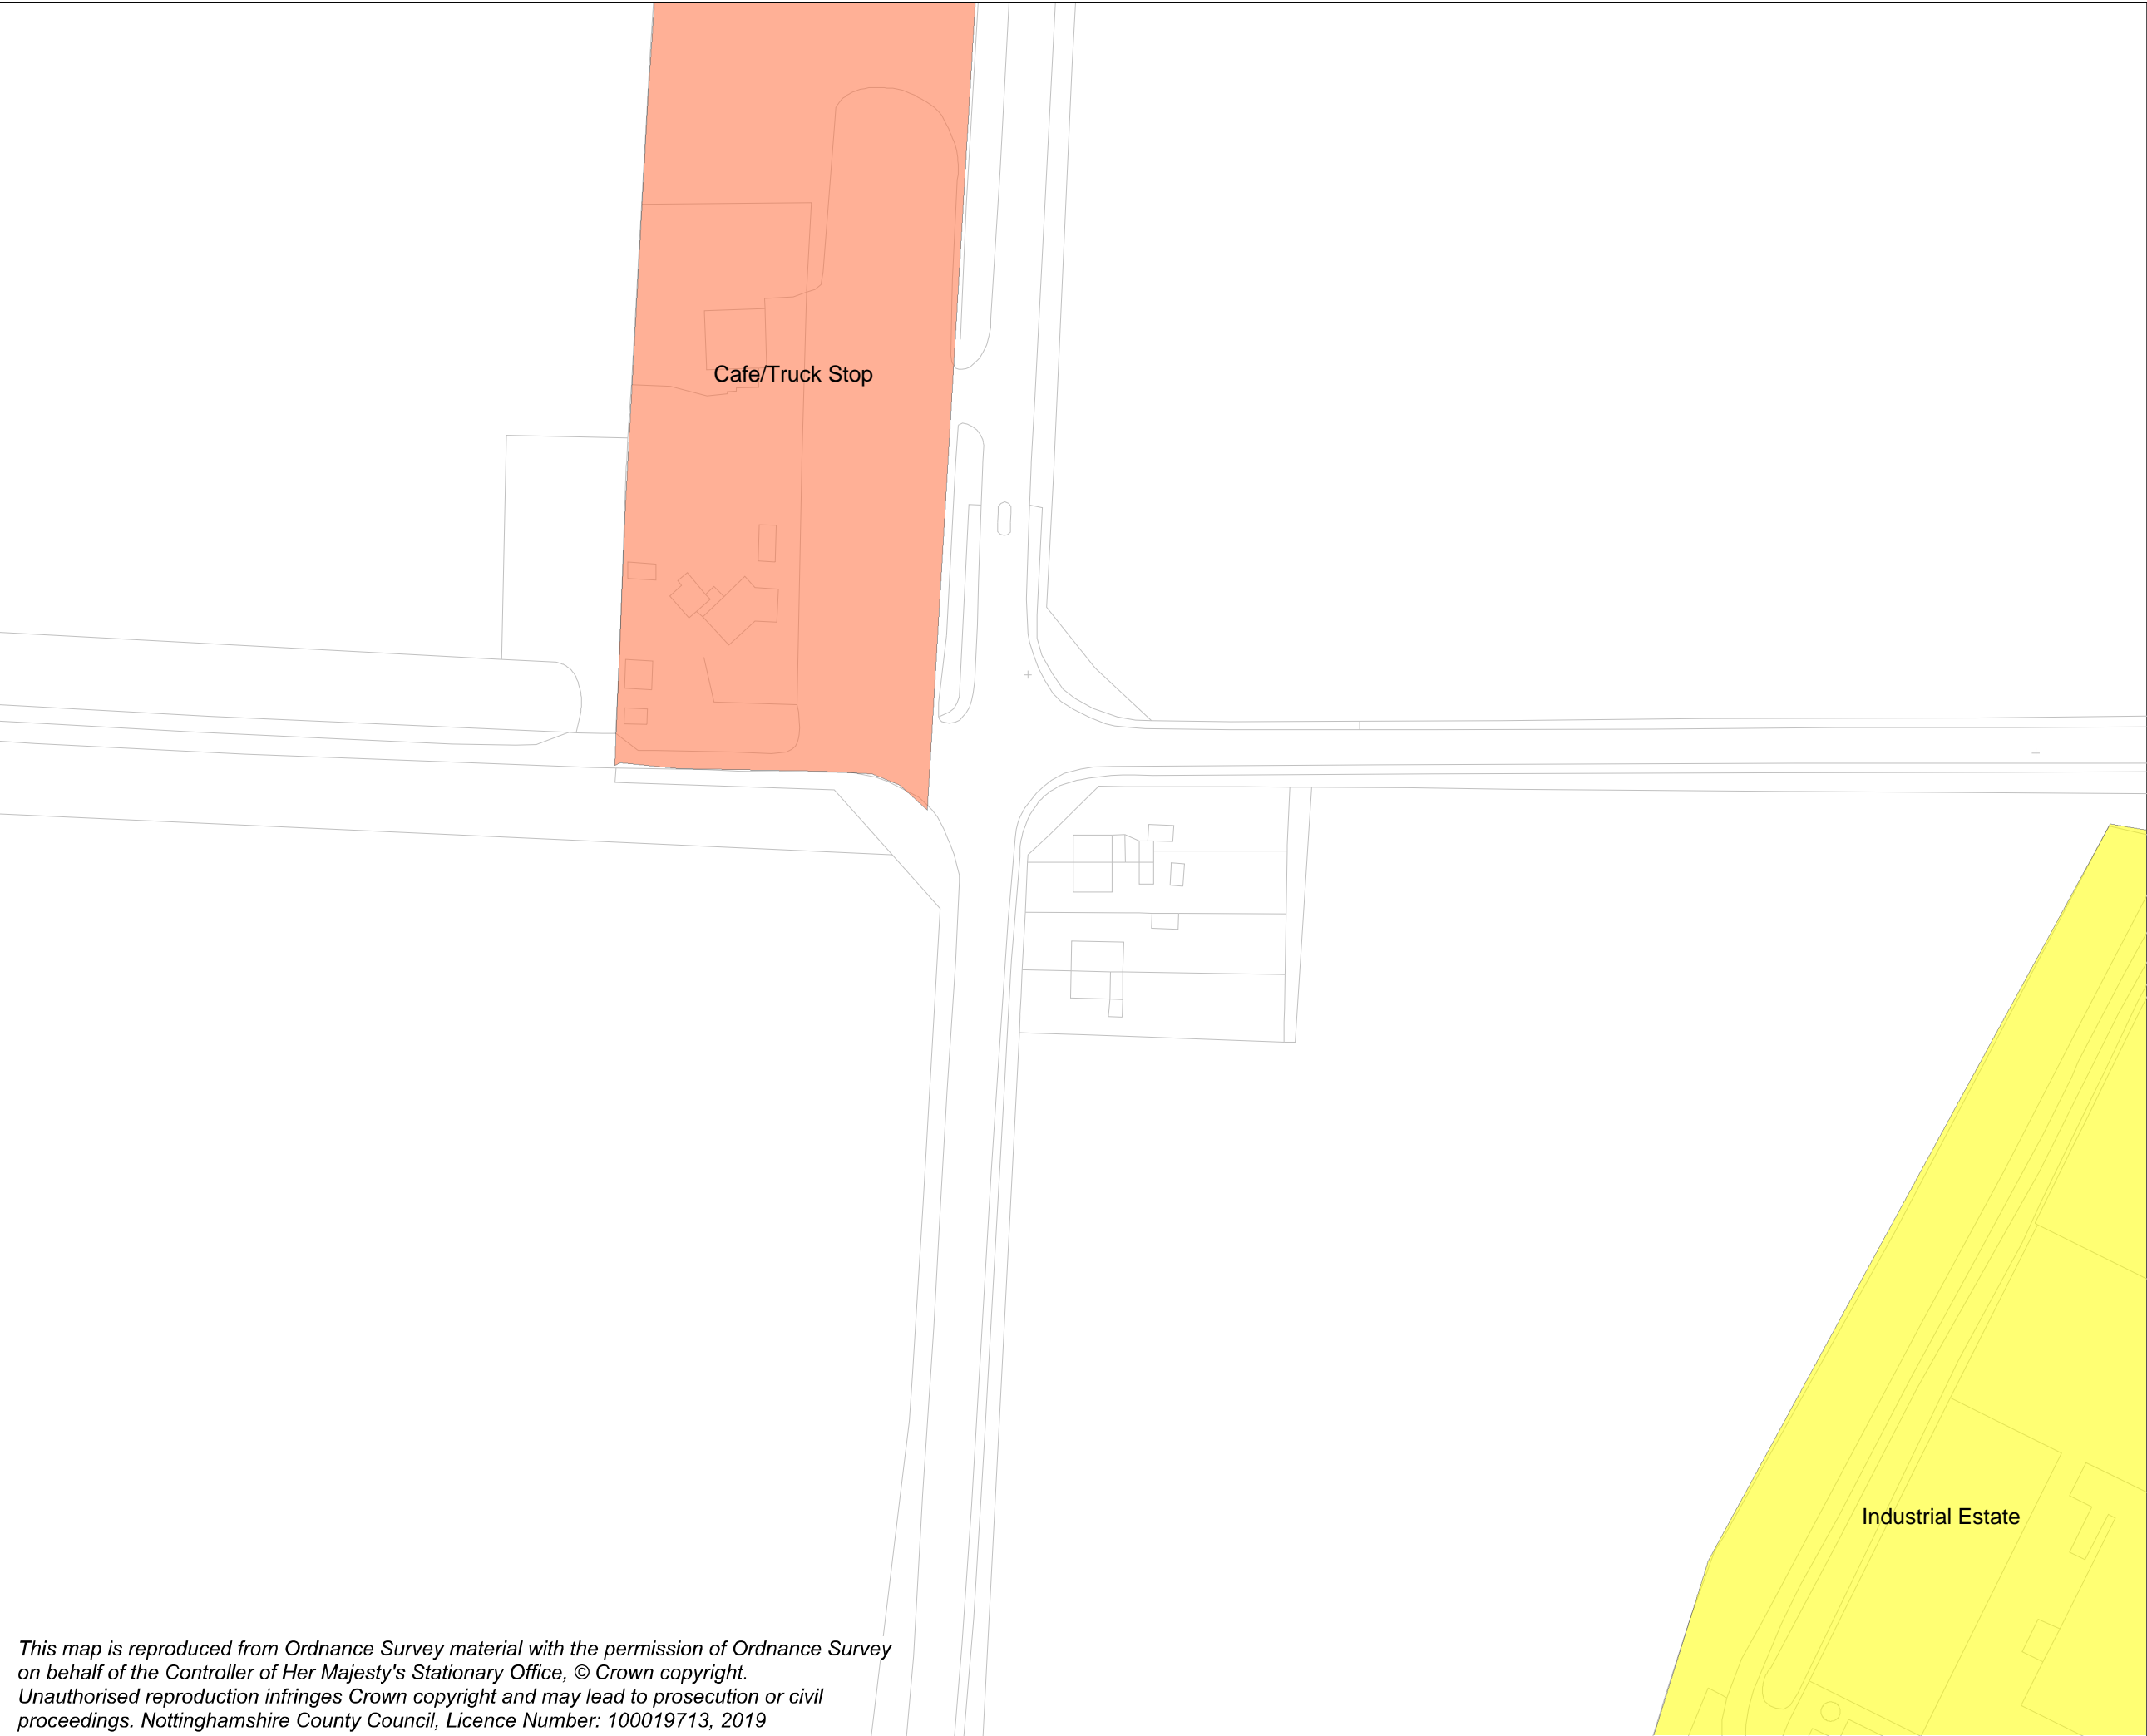 Cafe/Truck Stop
Industrial Estate
This map is reproduced from Ordnance Survey material with the permission of Ordnance Survey
on behalf of the Controller of Her Majesty's Stationary Office, © Crown copyright.
Unauthorised reproduction infringes Crown copyright and may lead to prosecution or civil
proceedings. Nottinghamshire County Council, Licence Number: 100019713, 2019